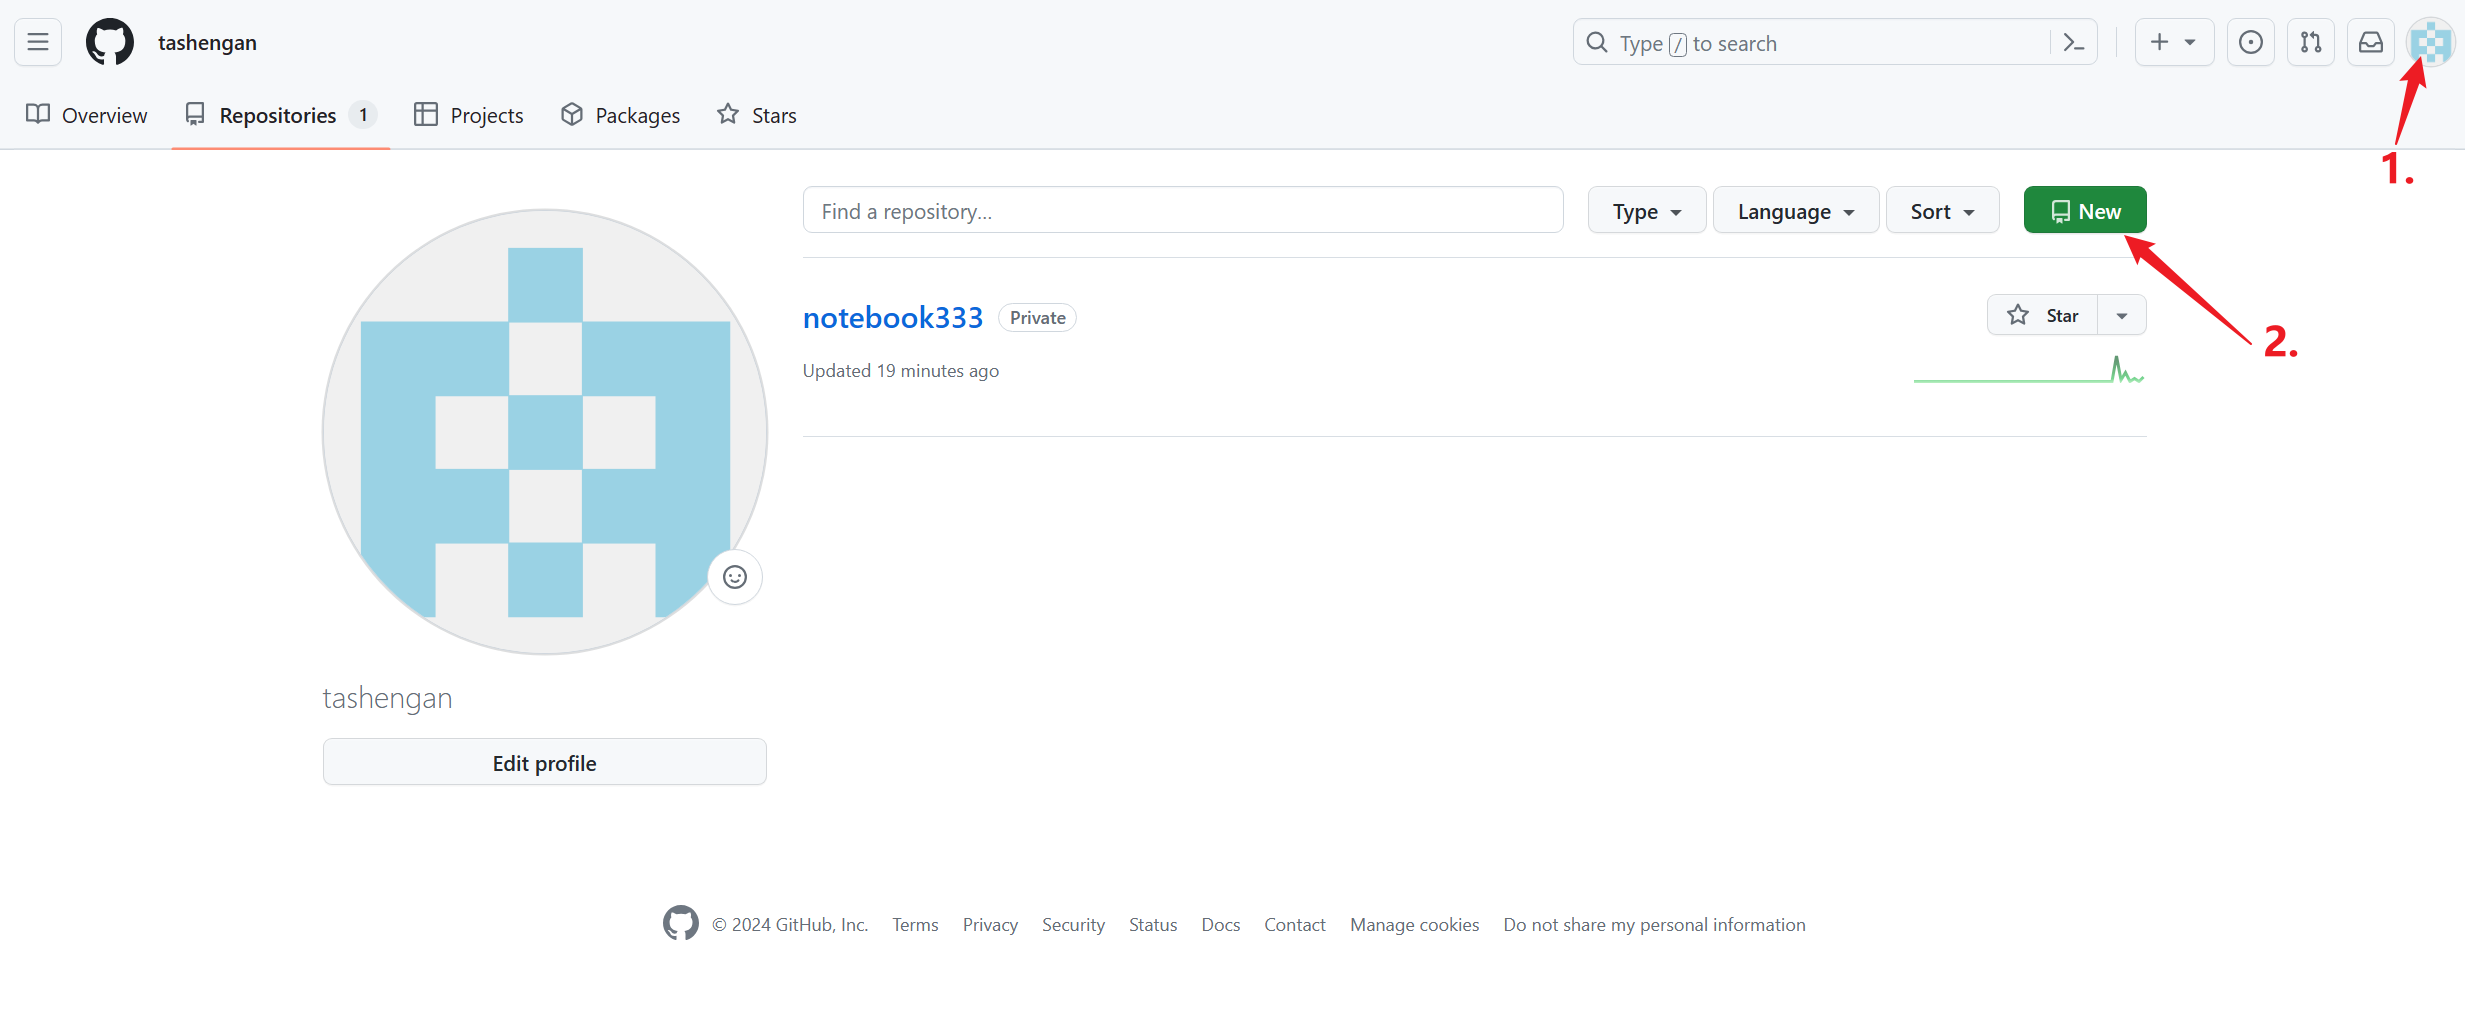 tashengan
Type / to search
Overview Repositories 1 Projects Packages Stars
1.
Find a repository... Type Language Sort New
notebook333 Private Star
2.
Updated 19 minutes ago
tashengan
Edit profile
© 2024 GitHub, Inc. Terms Privacy Security Status Docs Contact Manage cookies Do not share my personal information